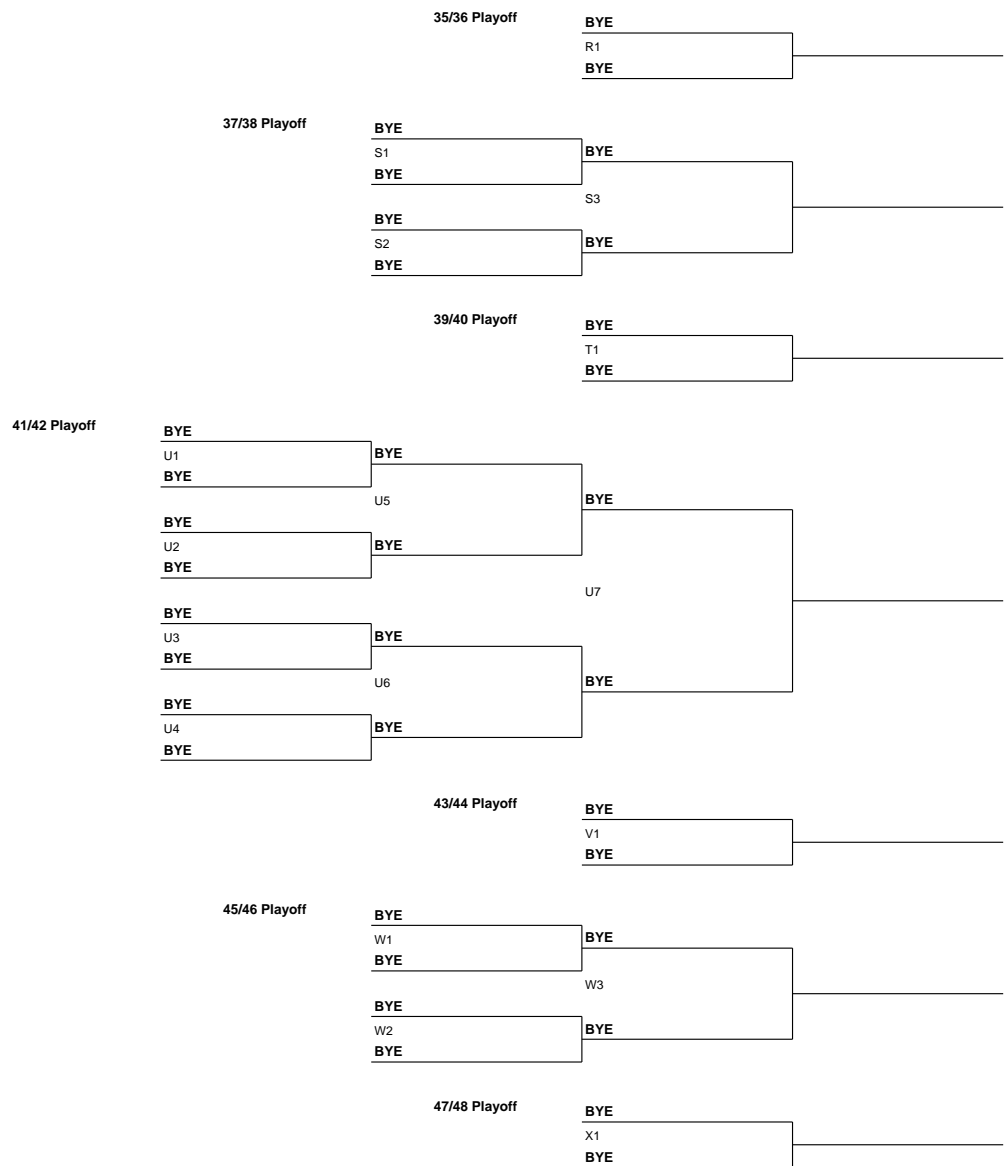 35/36 Playoff
BYE
R1
BYE
37/38 Playoff
BYE
S1
BYE
BYE
S3
BYE
S2
BYE
BYE
39/40 Playoff
BYE
T1
BYE
41/42 Playoff
BYE
U1
BYE
BYE
U5
BYE
BYE
U2
BYE
BYE
U7
BYE
U3
BYE
BYE
U6
BYE
BYE
U4
BYE
BYE
43/44 Playoff
BYE
V1
BYE
45/46 Playoff
BYE
W1
BYE
BYE
W3
BYE
W2
BYE
BYE
47/48 Playoff
BYE
X1
BYE